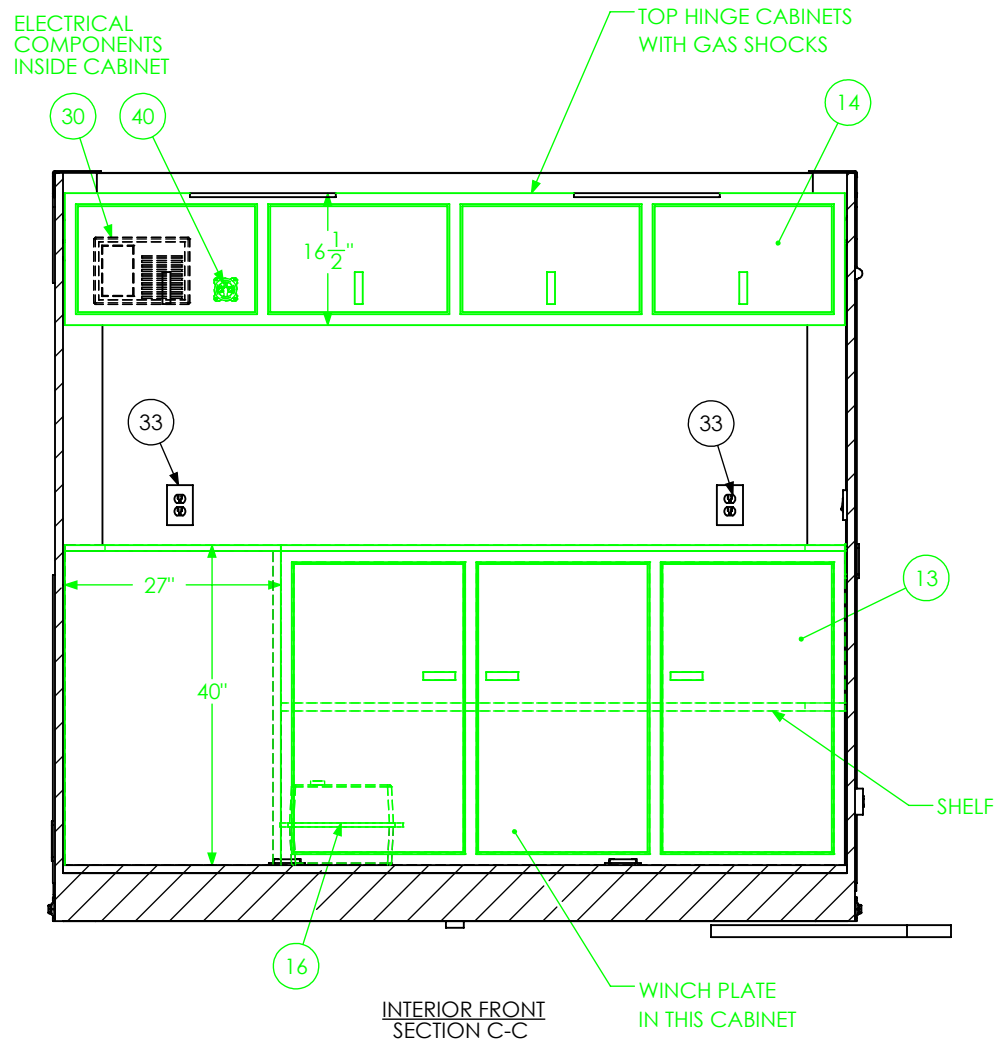 ELECTRICAL
COMPONENTS
INSIDE CABINET
TOP HINGE CABINETS
WITH GAS SHOCKS
30
40
14
16 1/2"
33
33
27"
13
40"
SHELF
16
WINCH PLATE
IN THIS CABINET
INTERIOR FRONT
SECTION C-C